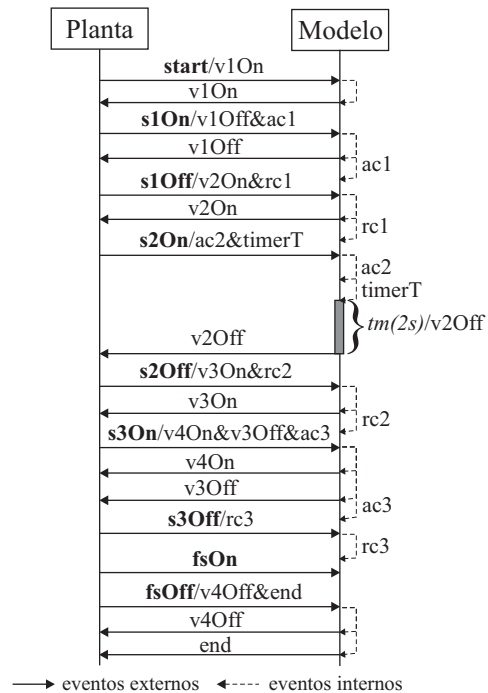 Planta
Modelo
start/v1On
v1On
s1On/v1Off&ac1
v1Off
ac1
s1Off/v2On&rc1
v2On
rc1
s2On/ac2&timerT
ac2
timerT
tm(2s)/v2Off
v2Off
s2Off/v3On&rc2
v3On
rc2
s3On/v4On&v3Off&ac3
v4On
v3Off
ac3
s3Off/rc3
rc3
fsOn
fsOff/v4Off&end
v4Off
end
eventos externos
eventos internos